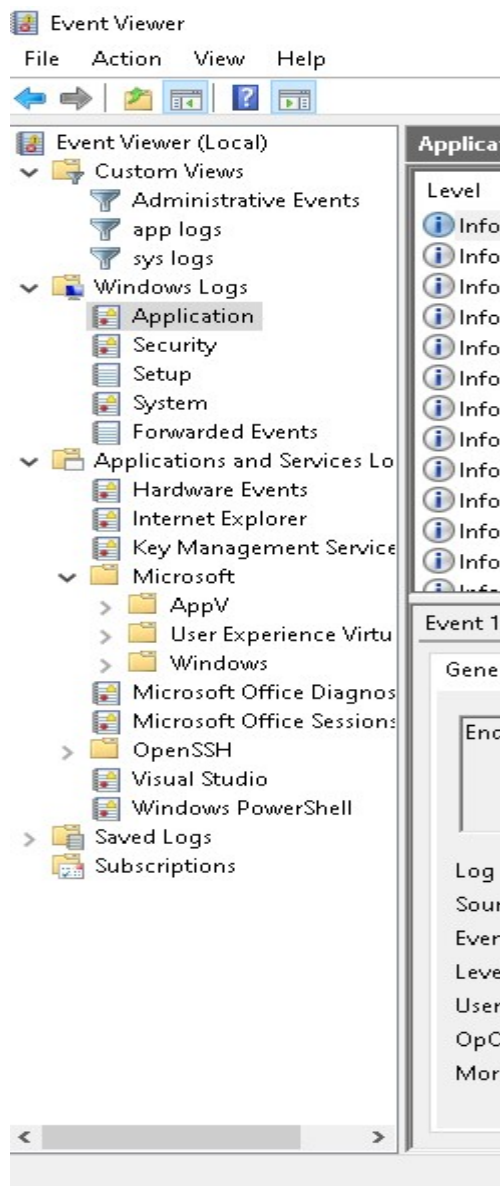 Event Viewer
File Action View Help
Event Viewer (Local)
Custom Views
Administrative Events
app logs
sys logs
Windows Logs
Application
Security
Setup
System
Forwarded Events
Applications and Services Lo
Hardware Events
Internet Explorer
Key Management Service
Microsoft
AppV
User Experience Virtu
Windows
Microsoft Office Diagnos
Microsoft Office Sessions
OpenSSH
Visual Studio
Windows PowerShell
Saved Logs
Subscriptions
Applica
Level
Info
Info
Info
Info
Info
Info
Info
Info
Info
Info
Info
Info
Event 1
Gene
Log
Sour
Even
Leve
User
OpC
Mor